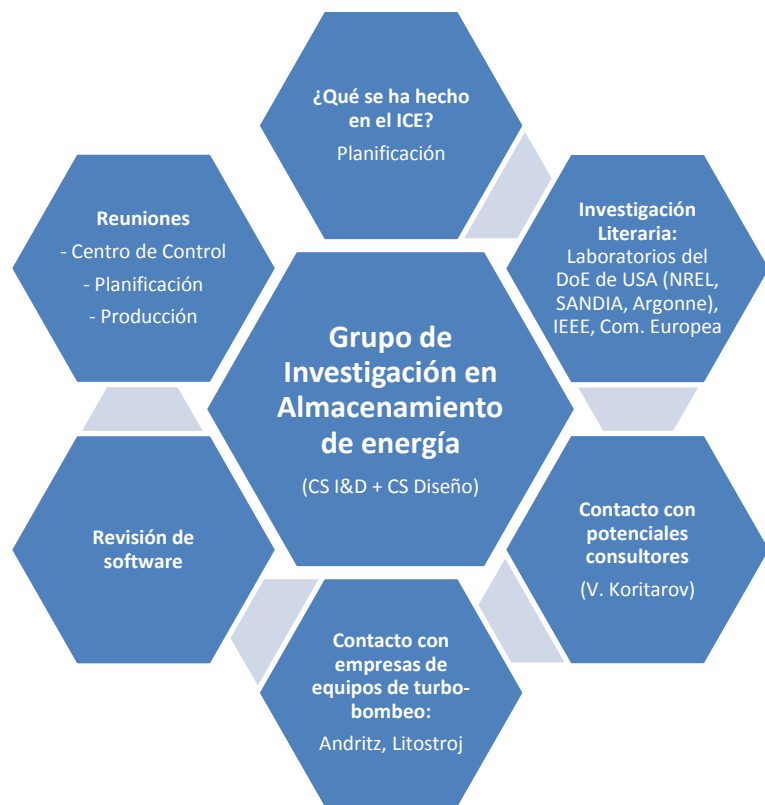 ¿Qué se ha hecho
en el ICE?
Planificación
Investigación
Literaria:
Laboratorios del
DoE de USA (NREL,
SANDIA, Argonne),
IEEE, Com. Europea
Contacto con
potenciales
consultores
(V. Koritarov)
Contacto con
empresas de
equipos de turbo-
bombeo:
Andritz, Litostroj
Revisión de
software
Reuniones
- Centro de Control
- Planificación
- Producción
Grupo de
Investigación en
Almacenamiento
de energía
(CS I&D + CS Diseño)